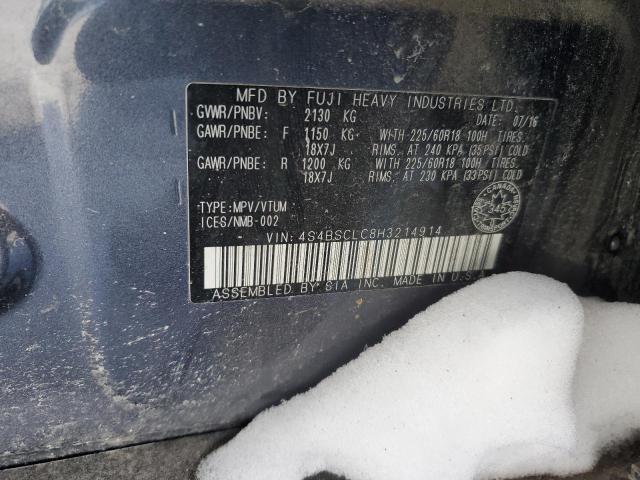 MFD BY FUJI HEAVY INDUSTRIES LTD.
GVWR/PNBV: 2130 KG DATE: 07/16
GAWR/PNBE: F 1150 KG WITH 225/60R18 100H TIRES,
18X7J RIMS, AT 240 KPA (35PSI) COLD
GAWR/PNBE: R 1200 KG WITH 225/60R18 100H TIRES,
18X7J RIMS, AT 230 KPA (33PSI) COLD
TYPE:MPV/VTUM
ICES/NMB-002
345
VIN: 4S4BSCLC8H3214914
ASSEMBLED BY SIA INC. MADE IN U.S.A